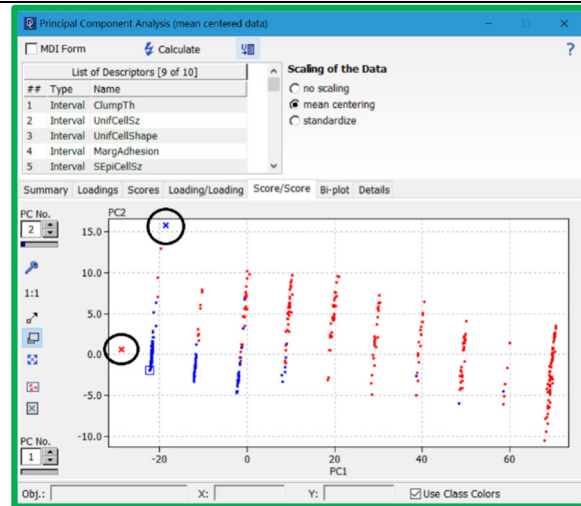 Principal Component Analysis (mean centered data)
MDI Form
Calculate
?
List of Descriptors [9 of 10]
Scaling of the Data
## Type Name
no scaling
1 Interval ClumpTh
mean centering
2 Interval UnifCellSz
standardize
3 Interval UnifCellShape
4 Interval MargAdhesion
5 Interval SEpiCellSz
Summary Loadings Scores Loading/Loading Score/Score Bi-plot Details
PC No.
2
PC2
15.0
10.0
1:1
5.0
0.0
-5.0
-10.0
PC No.
1
-20 0 20 40 60
PC1
Obj.: X: Y: Use Class Colors